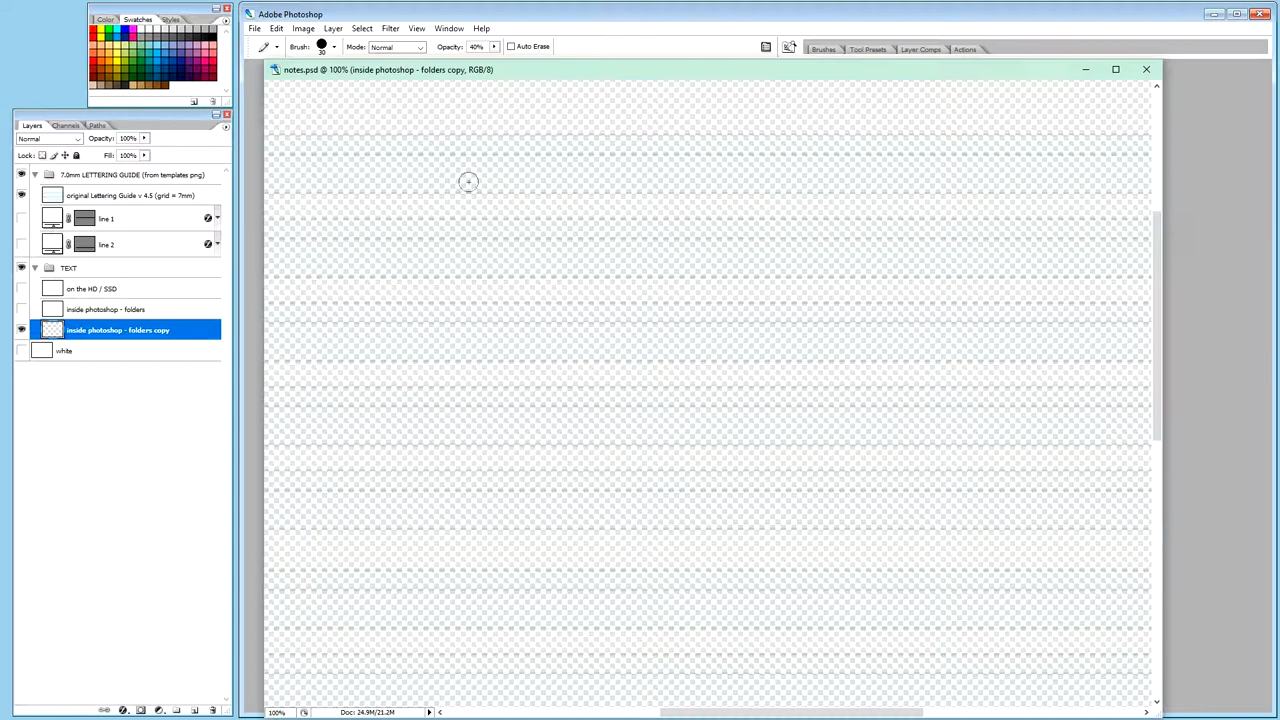 Color Swatches Styles
Adobe Photoshop
File Edit Image Layer Select Filter View Window Help
Brush: 30 Mode: Normal Opacity: 40% Auto Erase
Brushes Tool Presets Layer Comps Actions
notes.psd @ 100% (inside photoshop - folders copy, RGB/8)
Layers Channels Paths
Normal Opacity: 100%
Lock: Fill: 100%
7.0mm LETTERING GUIDE (from templates png)
original Lettering Guide v 4.5 (grid = 7mm)
line 1
line 2
TEXT
on the HD / SSD
inside photoshop - folders
inside photoshop - folders copy
white
100% Doc: 24.9M/21.2M